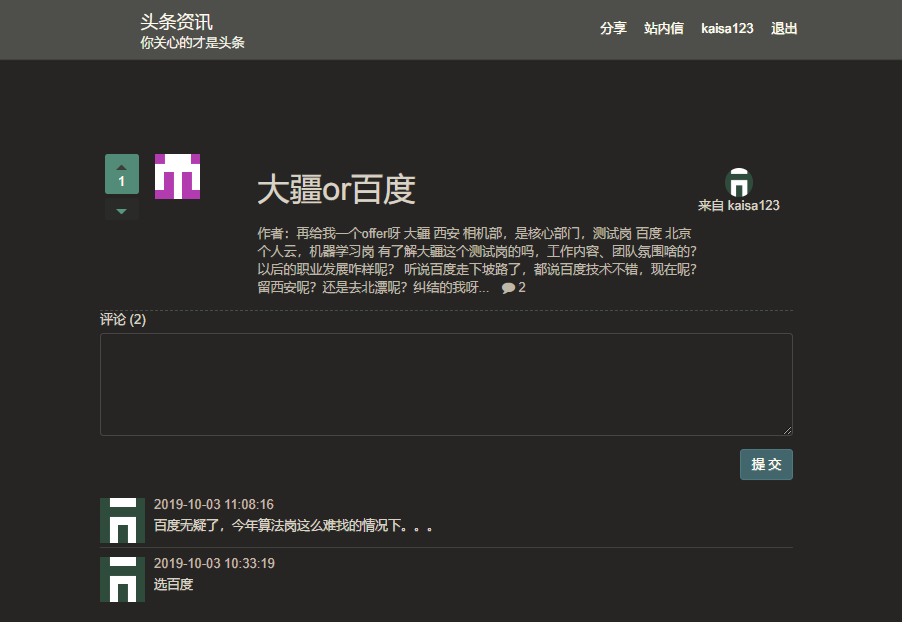 头条资讯
你关心的才是头条
分享 站内信 kaisa123 退出
1
大疆or百度
来自 kaisa123
作者：再给我一个offer呀 大疆 西安 相机部，是核心部门，测试岗 百度 北京
个人云，机器学习岗 有了解大疆这个测试岗的吗，工作内容、团队氛围啥的？
以后的职业发展咋样呢？ 听说百度走下坡路了，都说百度技术不错，现在呢？
留西安呢？还是去北漂呢？纠结的我呀... 2
评论 (2)
提 交
2019-10-03 11:08:16
百度无疑了，今年算法岗这么难找的情况下。。。
2019-10-03 10:33:19
选百度